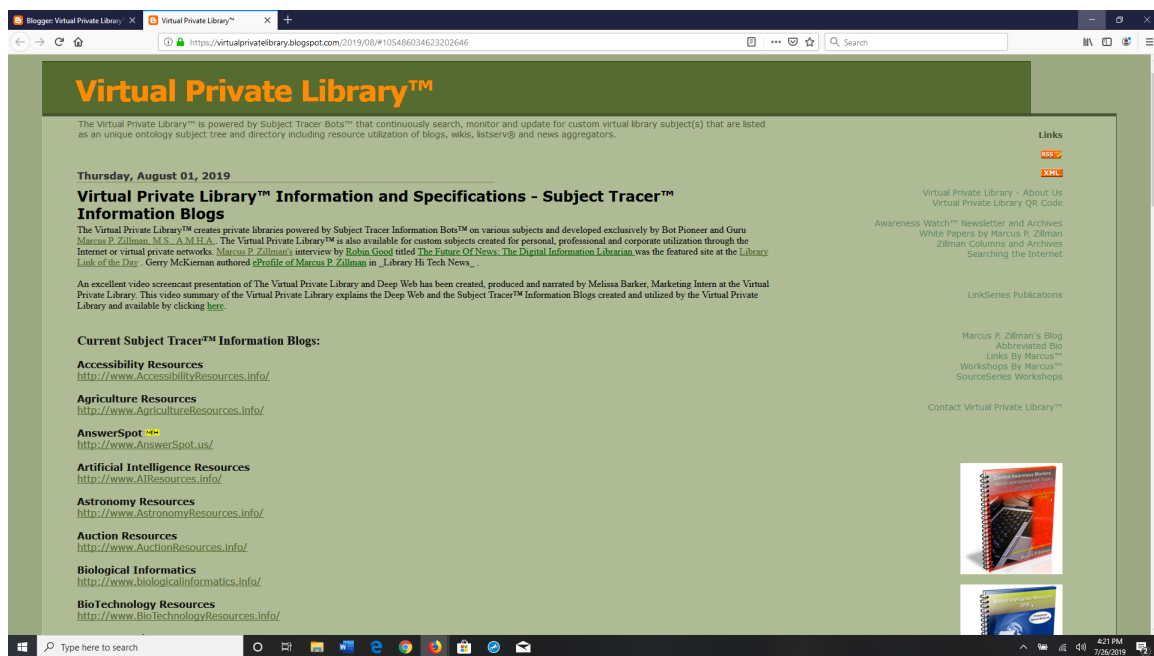 Blogger: Virtual Private Library™
Virtual Private Library™
https://virtualprivatelibrary.blogspot.com/2019/08/#105486034623202646
Search
Virtual Private Library™
The Virtual Private Library™ is powered by Subject Tracer Bots™ that continuously search, monitor and update for custom virtual library subject(s) that are listed
as an unique ontology subject tree and directory including resource utilization of blogs, wikis, listserv® and news aggregators.
Thursday, August 01, 2019
Virtual Private Library™ Information and Specifications - Subject Tracer™
Information Blogs
The Virtual Private Library™ creates private libraries powered by Subject Tracer Information Bots™ on various subjects and developed exclusively by Bot Pioneer and Guru
Marcus P. Zillman, M.S., A.M.H.A.. The Virtual Private Library™ is also available for custom subjects created for personal, professional and corporate utilization through the
Internet or virtual private networks. Marcus P. Zillman's interview by Robin Good titled The Future Of News: The Digital Information Librarian was the featured site at the Library
Link of the Day . Gerry McKiernan authored eProfile of Marcus P. Zillman in _Library Hi Tech News_ .
An excellent video screencast presentation of The Virtual Private Library and Deep Web has been created, produced and narrated by Melissa Barker, Marketing Intern at the Virtual
Private Library. This video summary of the Virtual Private Library explains the Deep Web and the Subject Tracer™ Information Blogs created and utilized by the Virtual Private
Library and available by clicking here.
Current Subject Tracer™ Information Blogs:
Accessibility Resources
http://www.AccessibilityResources.info/
Agriculture Resources
http://www.AgricultureResources.info/
AnswerSpot NEW
http://www.AnswerSpot.us/
Artificial Intelligence Resources
http://www.AIResources.info/
Astronomy Resources
http://www.AstronomyResources.info/
Auction Resources
http://www.AuctionResources.info/
Biological Informatics
http://www.biologicalinformatics.info/
BioTechnology Resources
http://www.BioTechnologyResources.info/
Links
RSS
XML
Virtual Private Library - About Us
Virtual Private Library QR Code
Awareness Watch™ Newsletter and Archives
White Papers by Marcus P. Zillman
Zillman Columns and Archives
Searching the Internet
LinkSeries Publications
Marcus P. Zillman's Blog
Abbreviated Bio
Links By Marcus™
Workshops By Marcus™
SourceSeries Workshops
Contact Virtual Private Library™
Type here to search
4:21 PM
7/26/2019